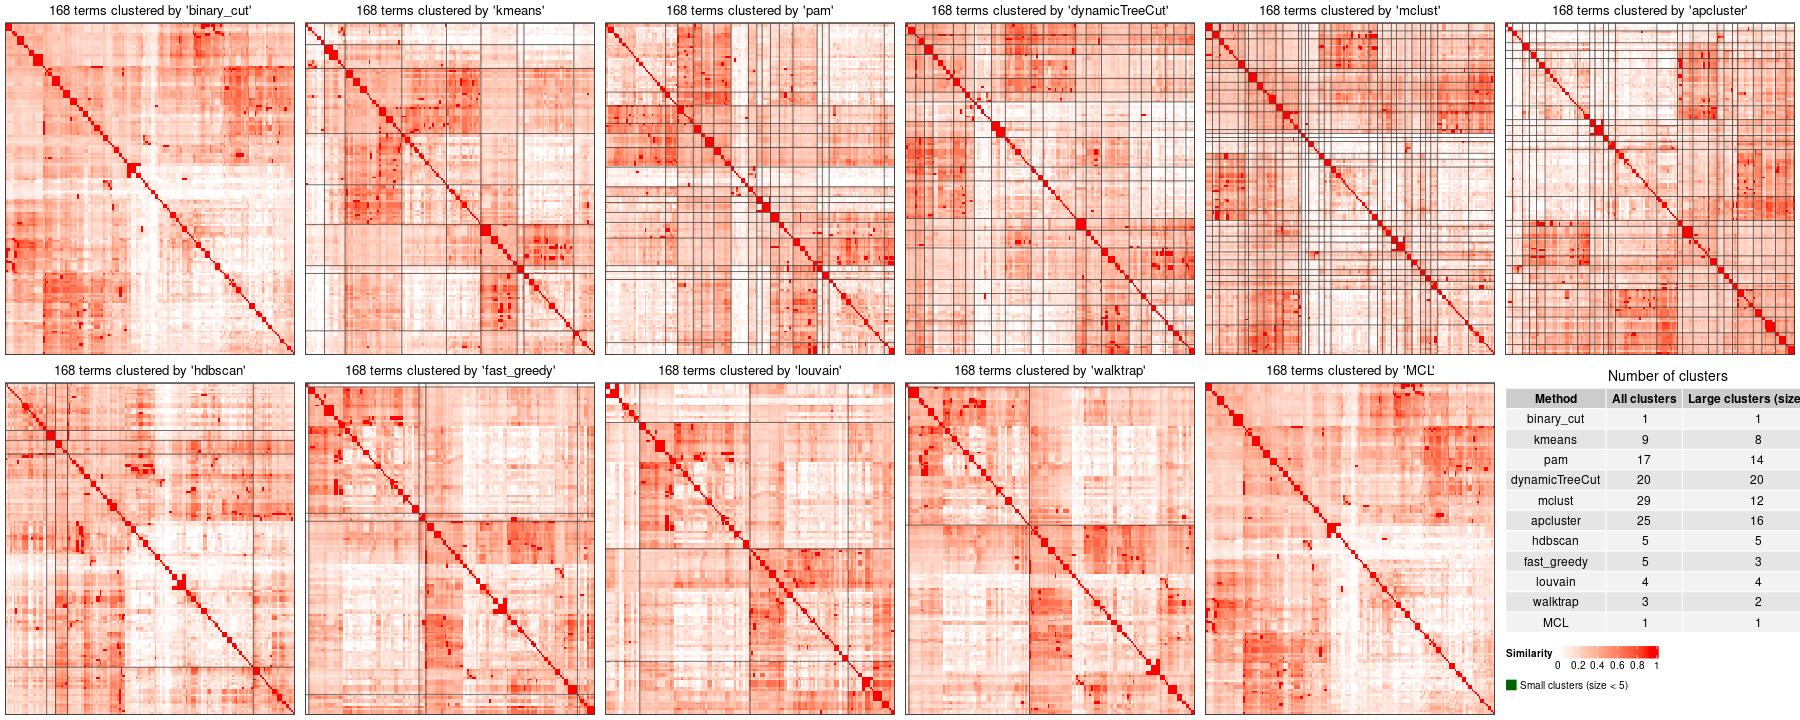 168 terms clustered by 'binary_cut'
168 terms clustered by 'kmeans'
168 terms clustered by 'pam'
168 terms clustered by 'dynamicTreeCut'
168 terms clustered by 'mclust'
168 terms clustered by 'apcluster'
168 terms clustered by 'hdbscan'
168 terms clustered by 'fast_greedy'
168 terms clustered by 'louvain'
168 terms clustered by 'walktrap'
168 terms clustered by 'MCL'
Number of clusters
Method All clusters Large clusters (size
binary_cut 1 1
kmeans 9 8
pam 17 14
dynamicTreeCut 20 20
mclust 29 12
apcluster 25 16
hdbscan 5 5
fast_greedy 5 3
louvain 4 4
walktrap 3 2
MCL 1 1
Similarity
0 0.2 0.4 0.6 0.8 1
Small clusters (size < 5)